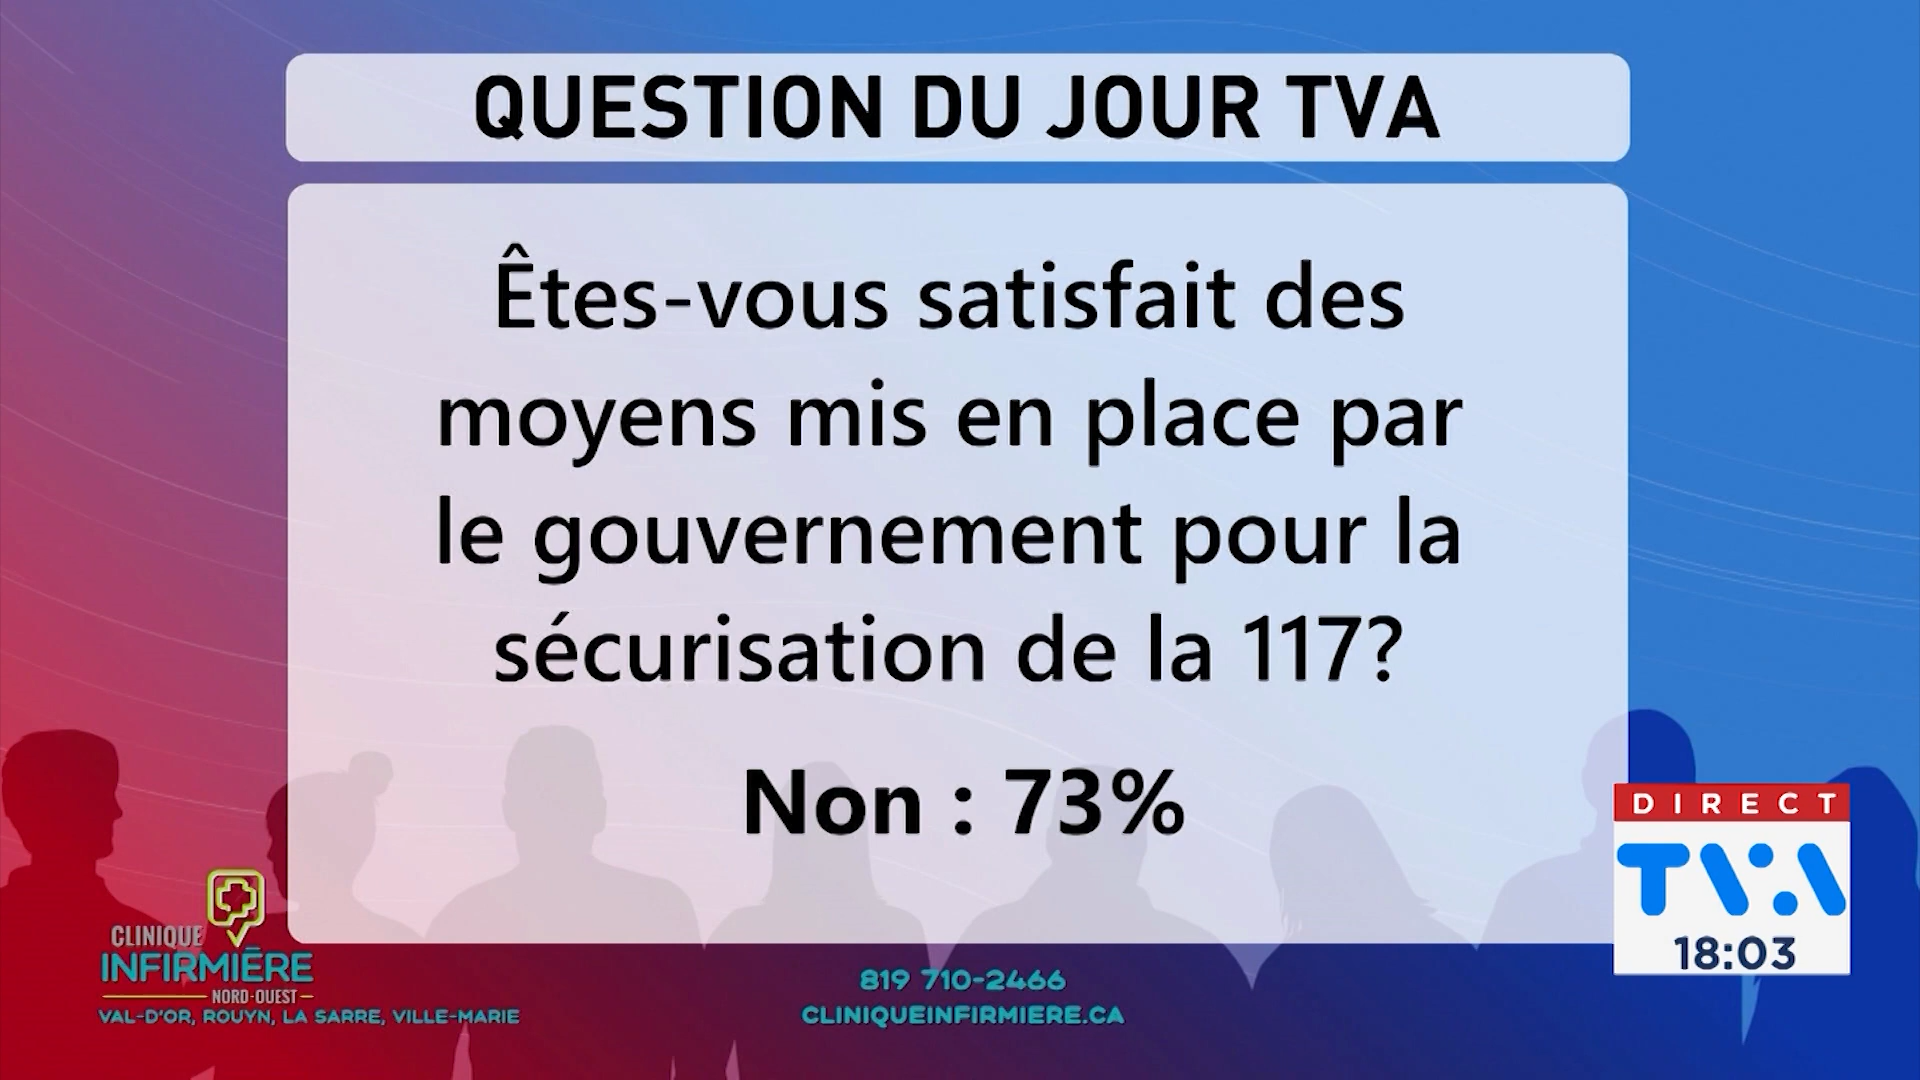 QUESTION DU JOUR TVA
Êtes-vous satisfait des
moyens mis en place par
le gouvernement pour la
sécurisation de la 117?
Non : 73%
DIRECT
TVA
18:03
CLINIQUE
INFIRMIÈRE
NORD-OUEST
VAL-D'OR, ROUYN, LA SARRE, VILLE-MARIE
819 710-2466
CLINIQUEINFIRMIERE.CA